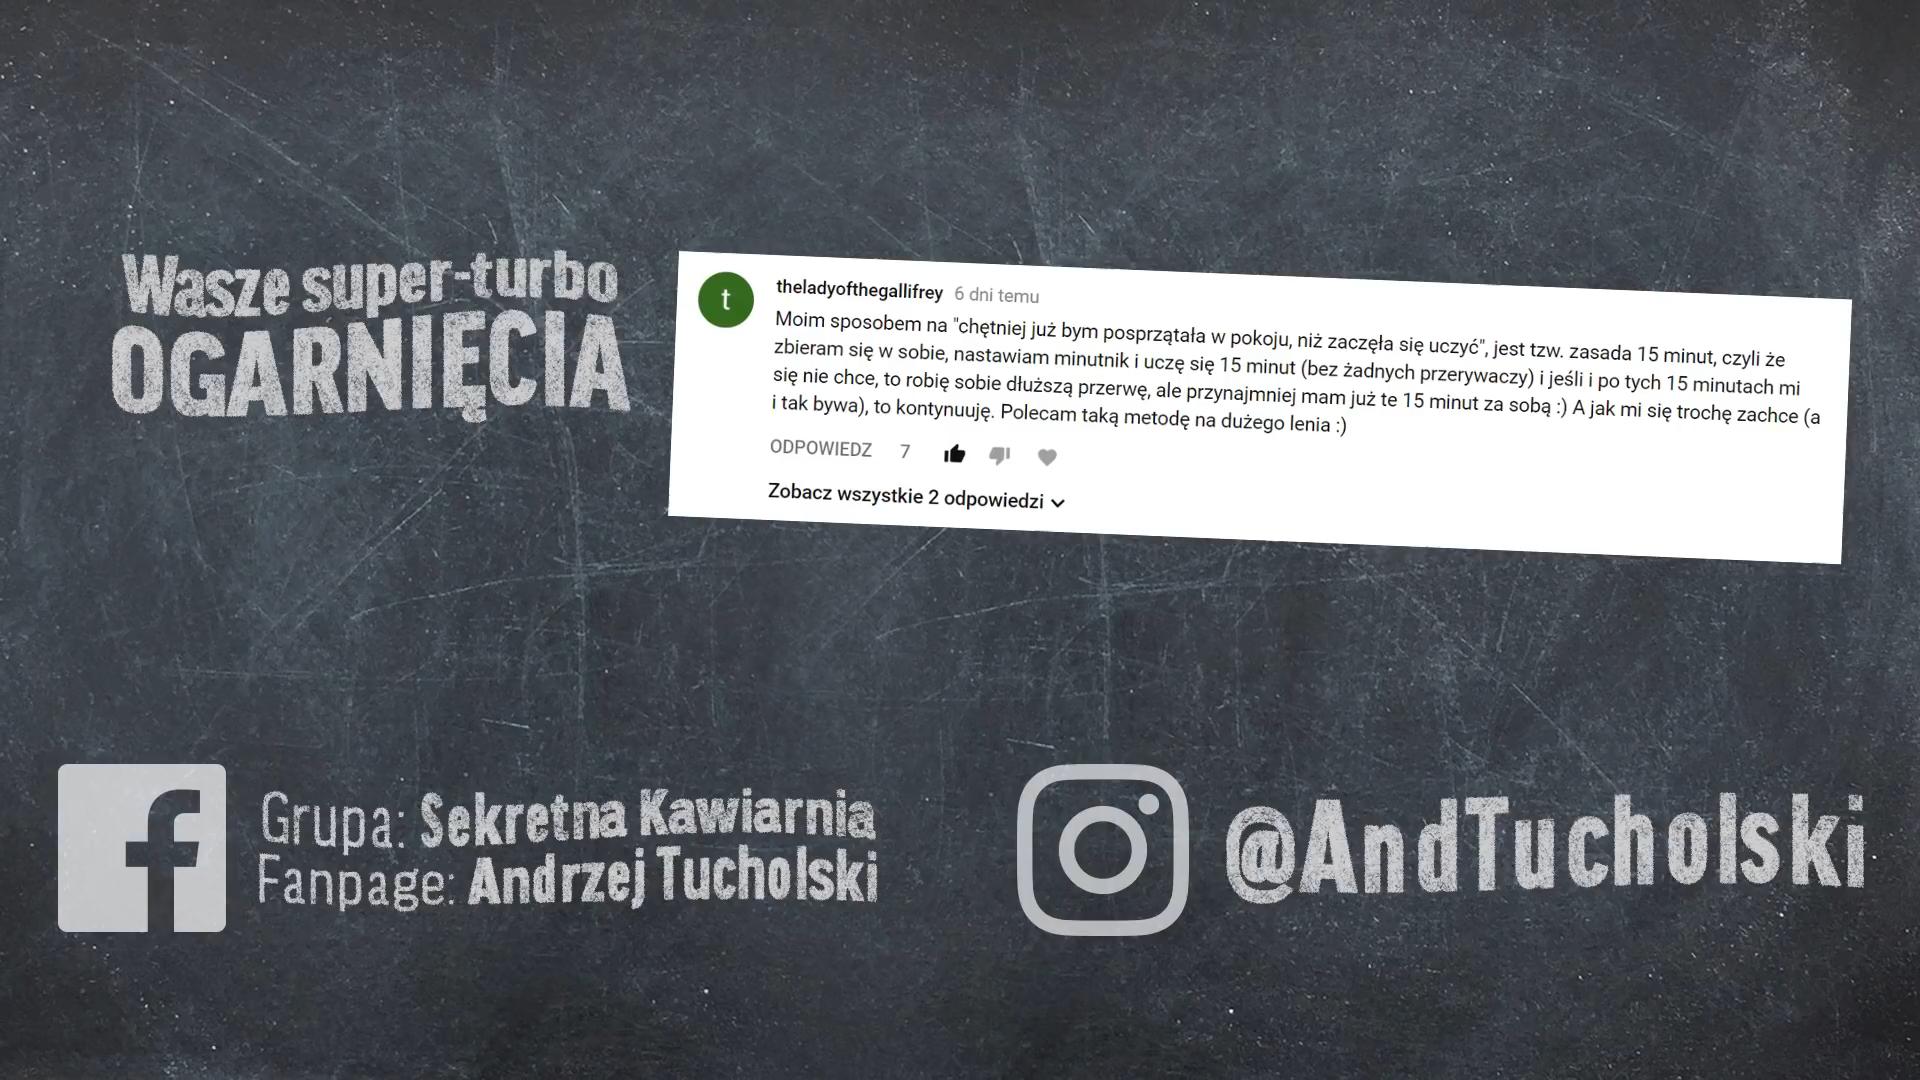 Wasze super-turbo
OGARNIĘCIA
t
theladyofthegallifrey 6 dni temu
Moim sposobem na "chętniej już bym posprzątała w pokoju, niż zaczęła się uczyć", jest tzw. zasada 15 minut, czyli że
zbieram się w sobie, nastawiam minutnik i uczę się 15 minut (bez żadnych przerywaczy) i jeśli i po tych 15 minutach mi
się nie chce, to robię sobie dłuższą przerwę, ale przynajmniej mam już te 15 minut za sobą :) A jak mi się trochę zachce (a
i tak bywa), to kontynuuję. Polecam taką metodę na dużego lenia :)
ODPOWIEDZ 7
Zobacz wszystkie 2 odpowiedzi
Grupa: Sekretna Kawiarnia
Fanpage: Andrzej Tucholski
@AndTucholski